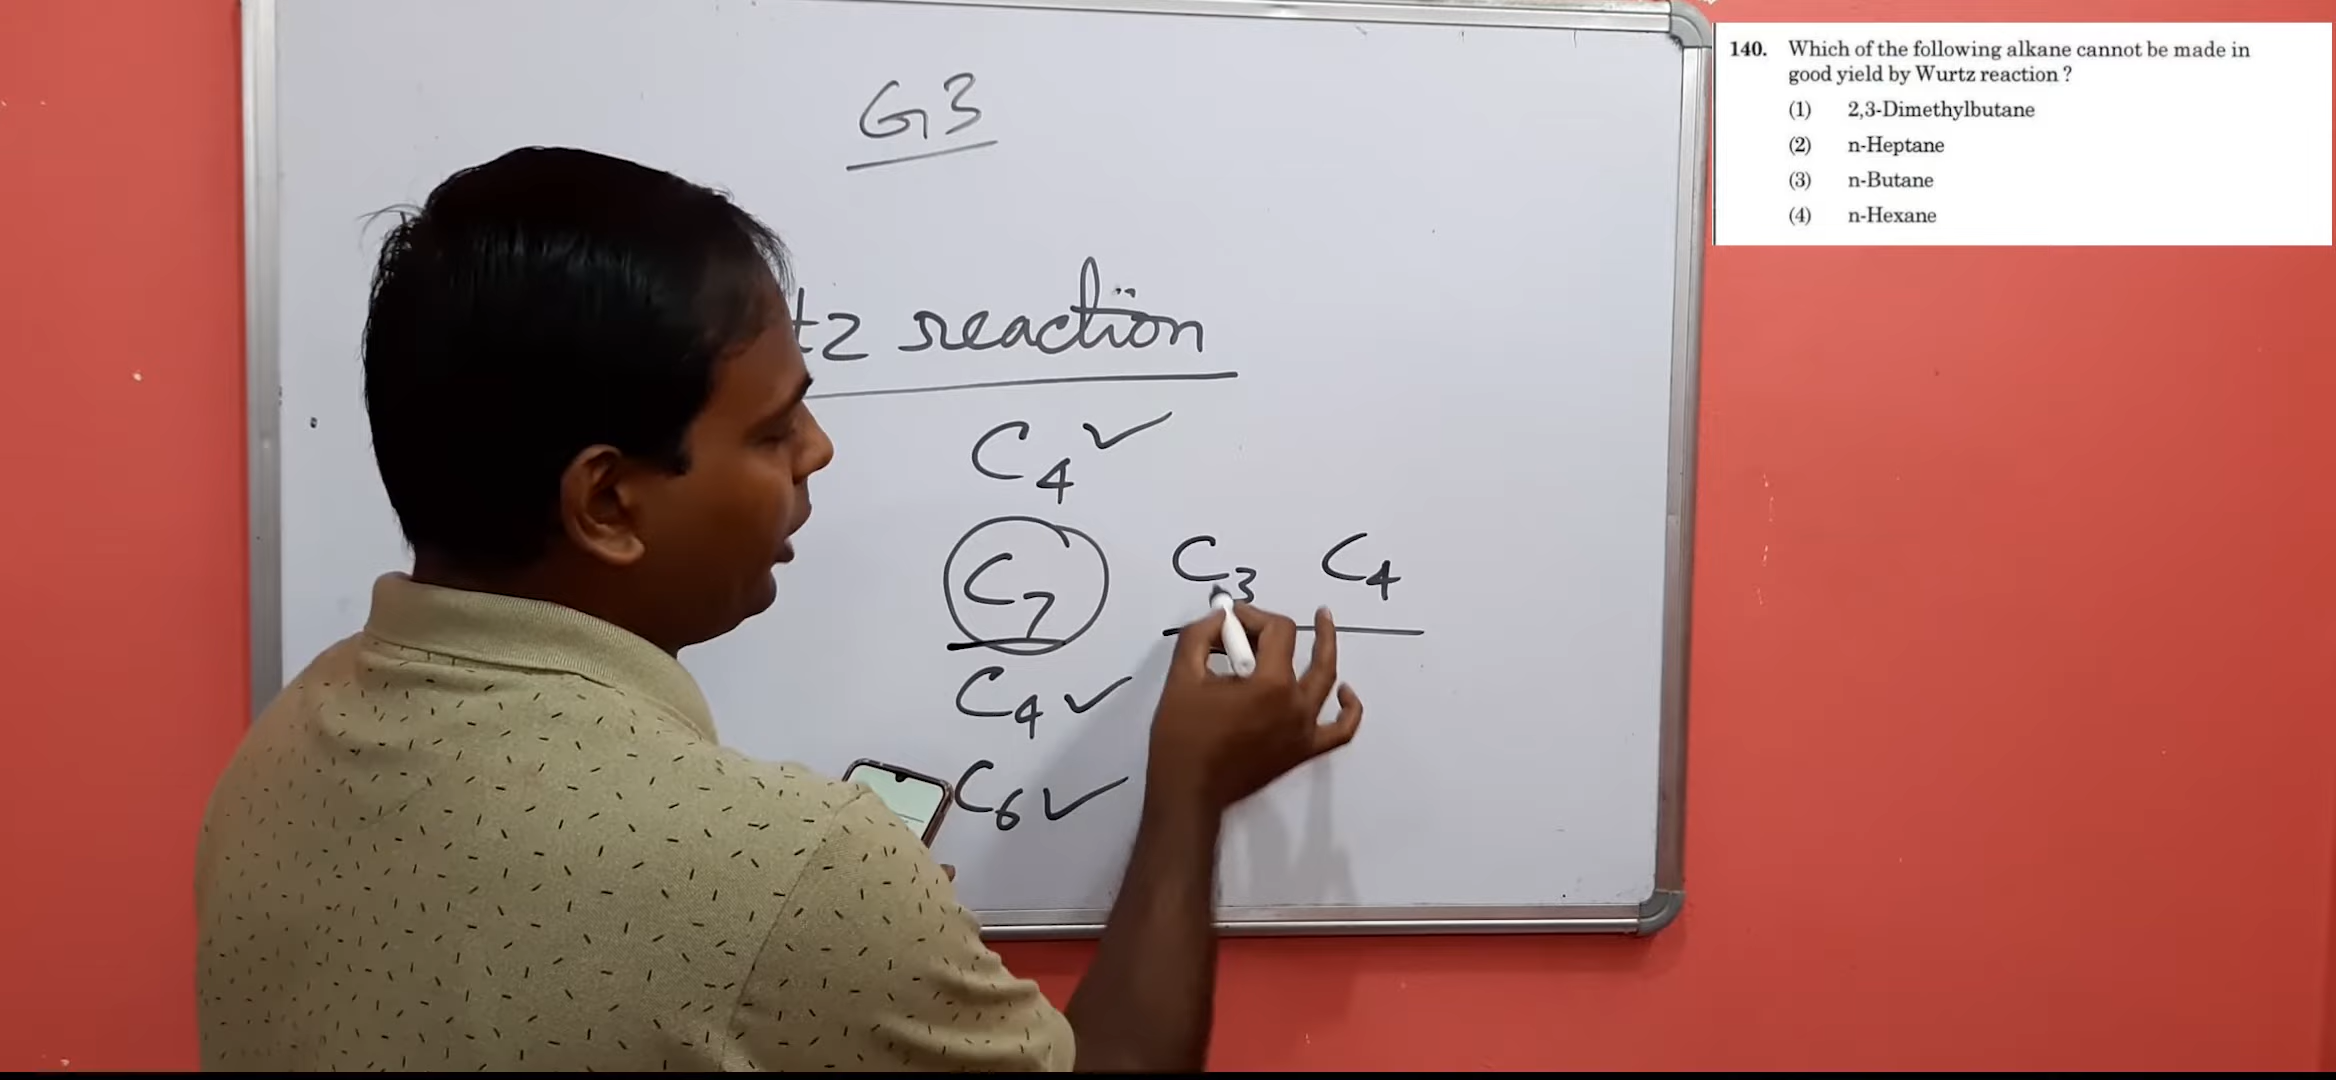 G3
tz reaction
C4 ✓
C7 C3 C4
C4 ✓
C6 ✓
140. Which of the following alkane cannot be made in
good yield by Wurtz reaction ?
(1) 2,3-Dimethylbutane
(2) n-Heptane
(3) n-Butane
(4) n-Hexane